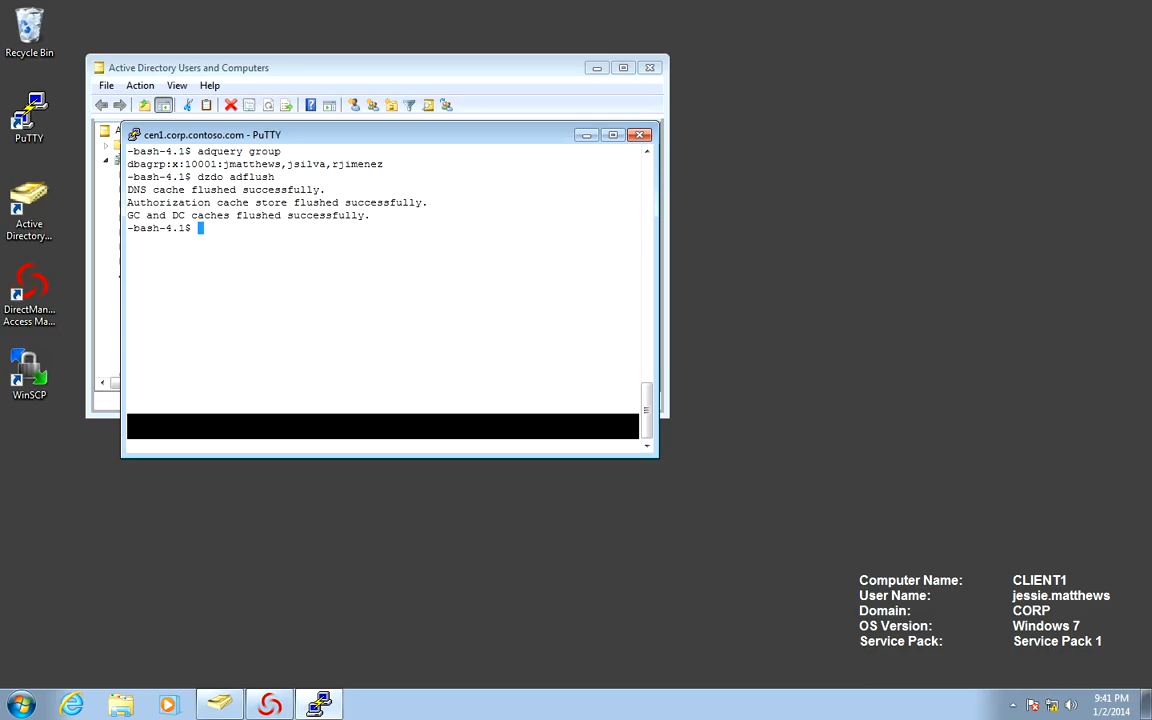 Recycle Bin
PuTTY
Active
Directory...
DirectMan...
Access Ma...
WinSCP
Active Directory Users and Computers
File Action View Help
cen1.corp.contoso.com - PuTTY
-bash-4.1$ adquery group
dbagrp:x:10001:jmatthews,jsilva,rjimenez
-bash-4.1$ dzdo adflush
DNS cache flushed successfully.
Authorization cache store flushed successfully.
GC and DC caches flushed successfully.
-bash-4.1$
Computer Name: CLIENT1
User Name: jessie.matthews
Domain: CORP
OS Version: Windows 7
Service Pack: Service Pack 1
9:41 PM
1/2/2014